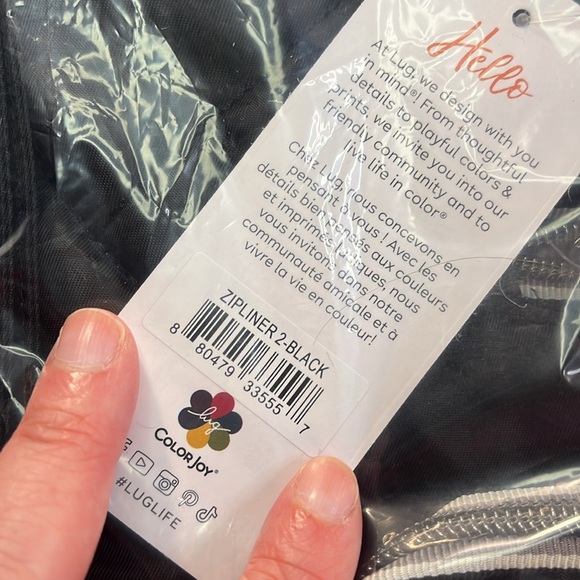 Hello
At Lug, we design with you
in mind®. From thoughtful
details to playful colors &
prints, we invite you into our
friendly community and to
live life in color®
Chez Lug, nous concevons en
pensant à vous ! Avec les
détails bien pensés aux couleurs
et imprimés ludiques, nous
vous invitons dans notre
communauté amicale et à
vivre la vie en couleur!
ZIPLINER 2-BLACK
8 80479 33555 7
lug
COLORJOY®
#LUGLIFE